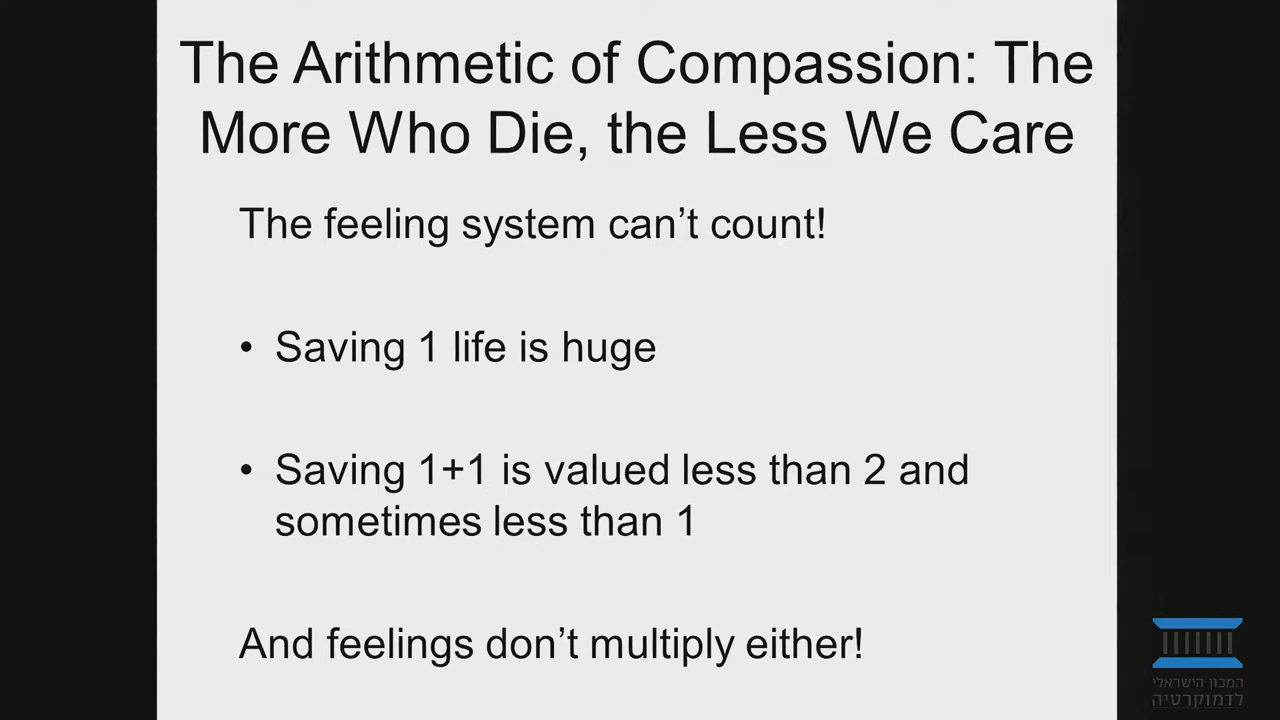 The Arithmetic of Compassion: The
More Who Die, the Less We Care
The feeling system can’t count!
• Saving 1 life is huge
• Saving 1+1 is valued less than 2 and
sometimes less than 1
And feelings don’t multiply either!
המכון הישראלי
לדמוקרטיה